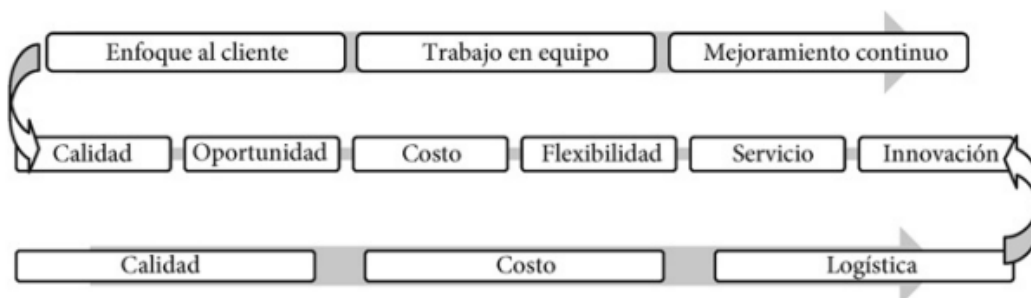 Enfoque al cliente Trabajo en equipo Mejoramiento continuo
Calidad Oportunidad Costo Flexibilidad Servicio Innovación
Calidad Costo Logística